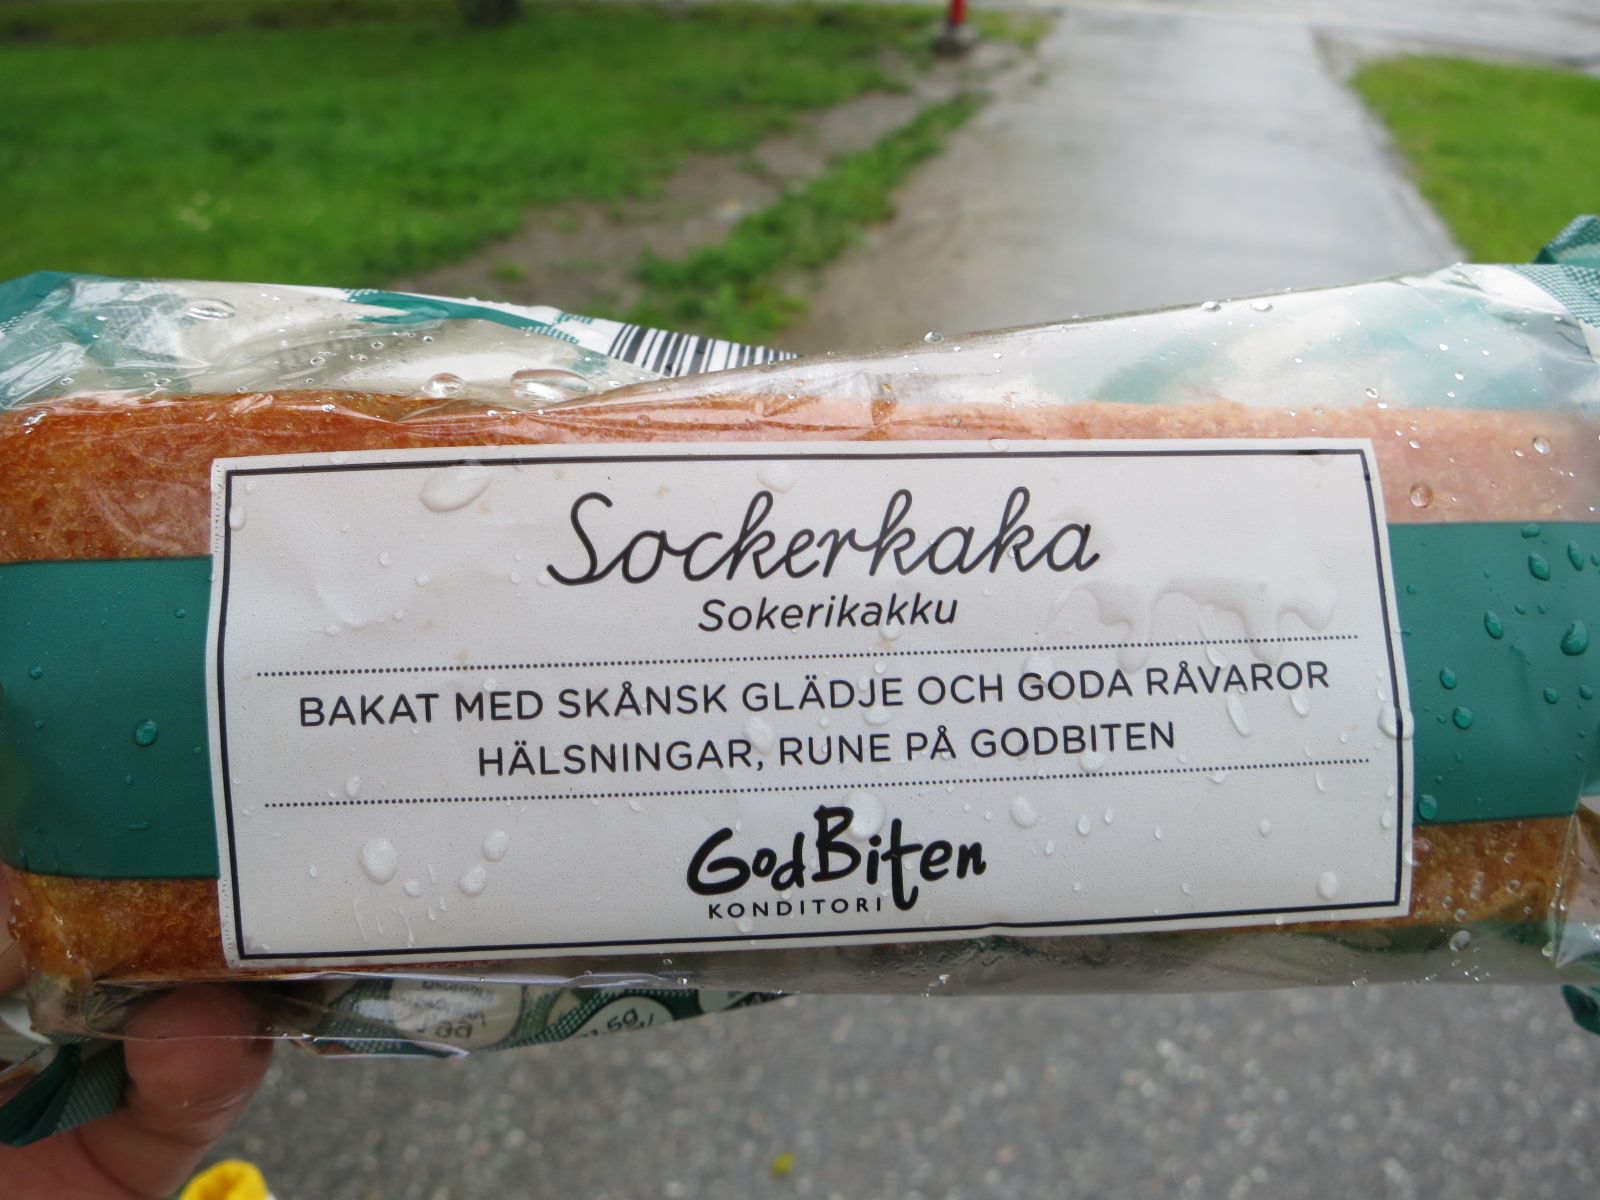 Sockerkaka
Sokerikakku
BAKAT MED SKÅNSK GLÄDJE OCH GODA RÅVAROR
HÄLSNINGAR, RUNE PÅ GODBITEN
GodBiten
KONDITORI